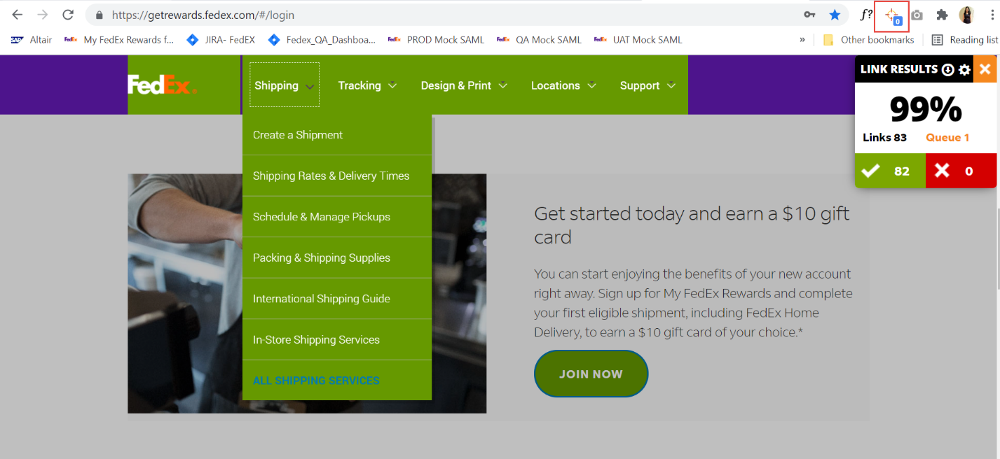 https://getrewards.fedex.com/#/login
f?
0
SAP Altair
FedEx My FedEx Rewards f...
JIRA- FedEX
Fedex_QA_Dashboa...
FedEx PROD Mock SAML
FedEx QA Mock SAML
FedEx UAT Mock SAML
»
Other bookmarks
Reading list
FedEx®
Shipping
Tracking
Design & Print
Locations
Support
LINK RESULTS
99%
Links 83
Queue 1
82
0
Create a Shipment
Shipping Rates & Delivery Times
Schedule & Manage Pickups
Packing & Shipping Supplies
International Shipping Guide
In-Store Shipping Services
ALL SHIPPING SERVICES
Get started today and earn a $10 gift
card
You can start enjoying the benefits of your new account
right away. Sign up for My FedEx Rewards and complete
your first eligible shipment, including FedEx Home
Delivery, to earn a $10 gift card of your choice.*
JOIN NOW